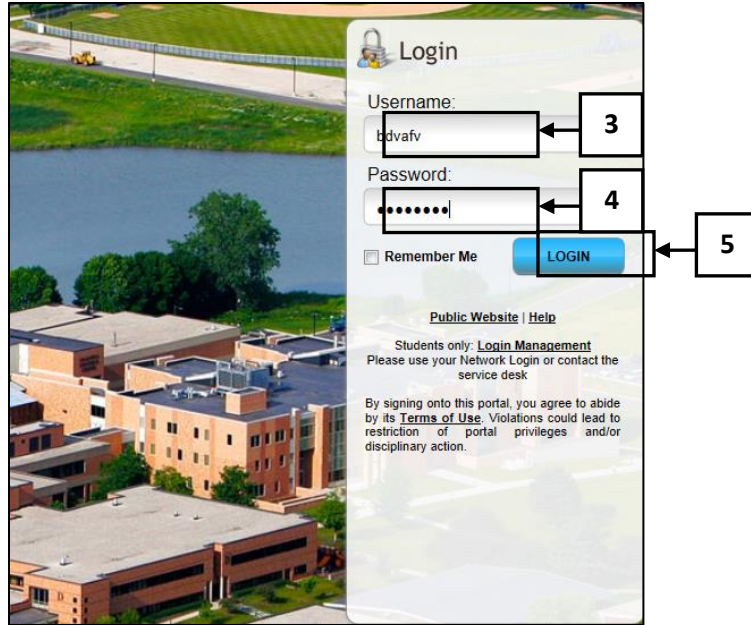 Login
Username:
bdvafv
3
Password:
••••••••
4
Remember Me
LOGIN
5
Public Website | Help
Students only: Login Management
Please use your Network Login or contact the
service desk
By signing onto this portal, you agree to abide
by its Terms of Use. Violations could lead to
restriction of portal privileges and/or
disciplinary action.